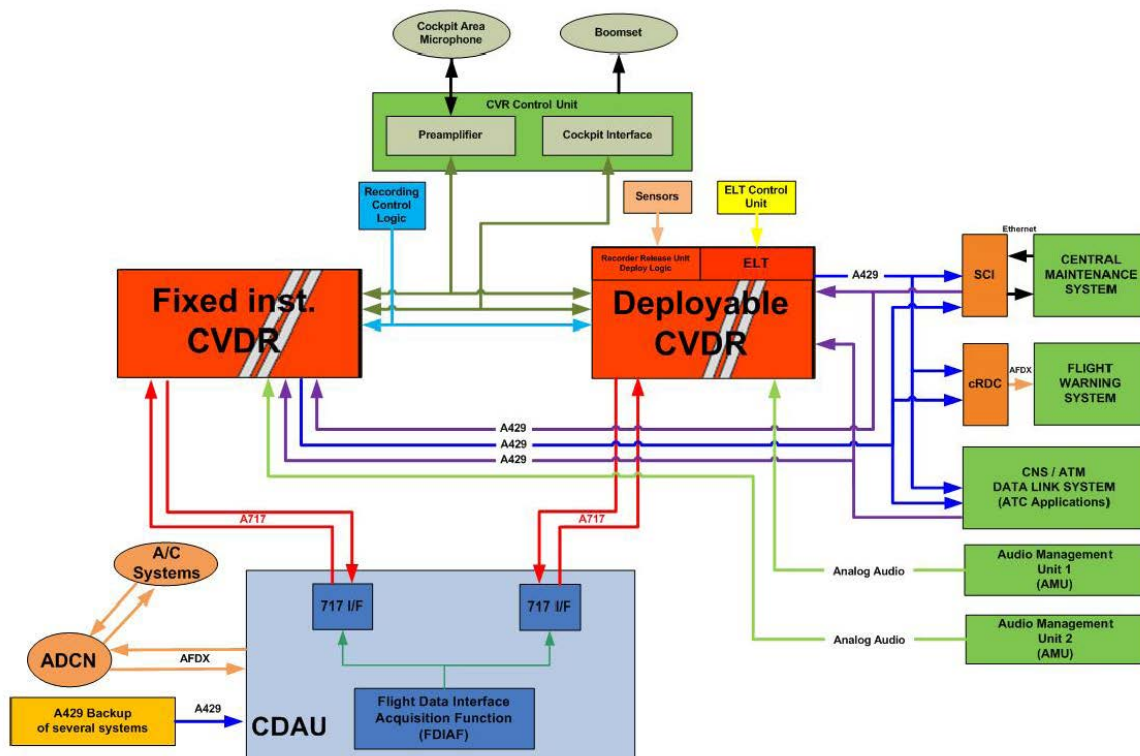 Cockpit Area
Microphone
Boomset
CVR Control Unit
Preamplifier
Cockpit Interface
Recording
Control
Logic
Sensors
ELT Control
Unit
Recorder Release Unit
Deploy Logic
ELT
Fixed inst.
CVDR
Deployable
CVDR
A429
SCI
Ethernet
CENTRAL
MAINTENANCE
SYSTEM
cRDC
AFDX
FLIGHT
WARNING
SYSTEM
A429
A429
A429
CNS / ATM
DATA LINK SYSTEM
(ATC Applications)
A717
A717
A/C
Systems
ADCN
AFDX
717 I/F
717 I/F
Analog Audio
Audio Management
Unit 1
(AMU)
Analog Audio
Audio Management
Unit 2
(AMU)
A429 Backup
of several systems
A429
CDAU
Flight Data Interface
Acquisition Function
(FDIAF)